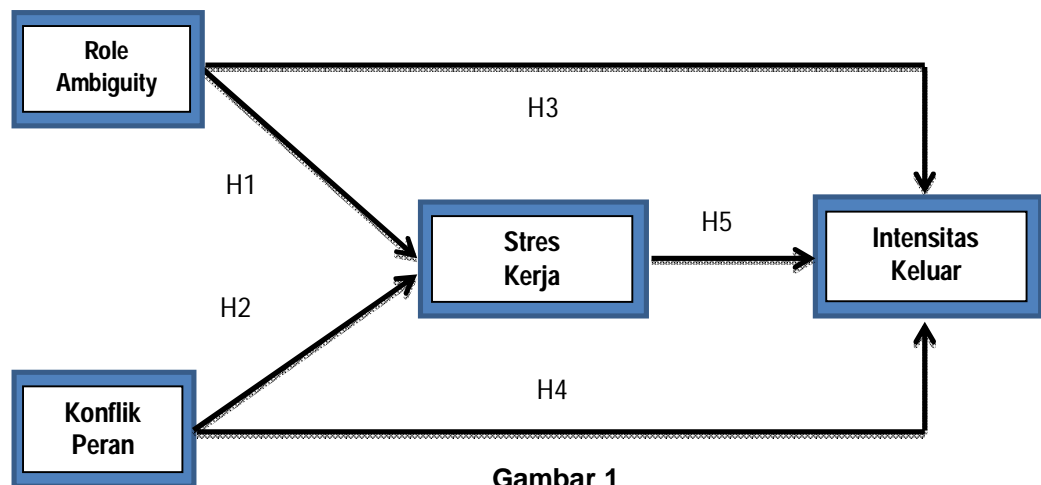 Role
Ambiguity
H3
H1
Stres
Kerja
H5
Intensitas
Keluar
H2
Konflik
Peran
H4
Gambar 1